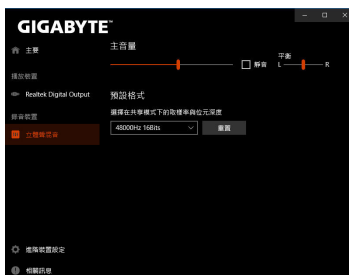 GIGABYTE™
主要
播放裝置
Realtek Digital Output
錄音裝置
立體聲混音
進階裝置設定
相關訊息
主音量
靜音
平衡
L R
預設格式
選擇在共享模式下的取樣率與位元深度
48000Hz 16Bits
重置